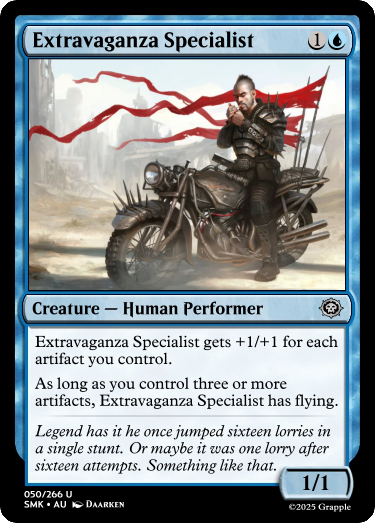 Extravaganza Specialist 1
Creature — Human Performer
Extravaganza Specialist gets +1/+1 for each
artifact you control.
As long as you control three or more
artifacts, Extravaganza Specialist has flying.
Legend has it he once jumped sixteen lorries in
a single stunt. Or maybe it was one lorry after
sixteen attempts. Something like that.
1/1
050/266 U
SMK • AU Daarken
©2025 Grapple